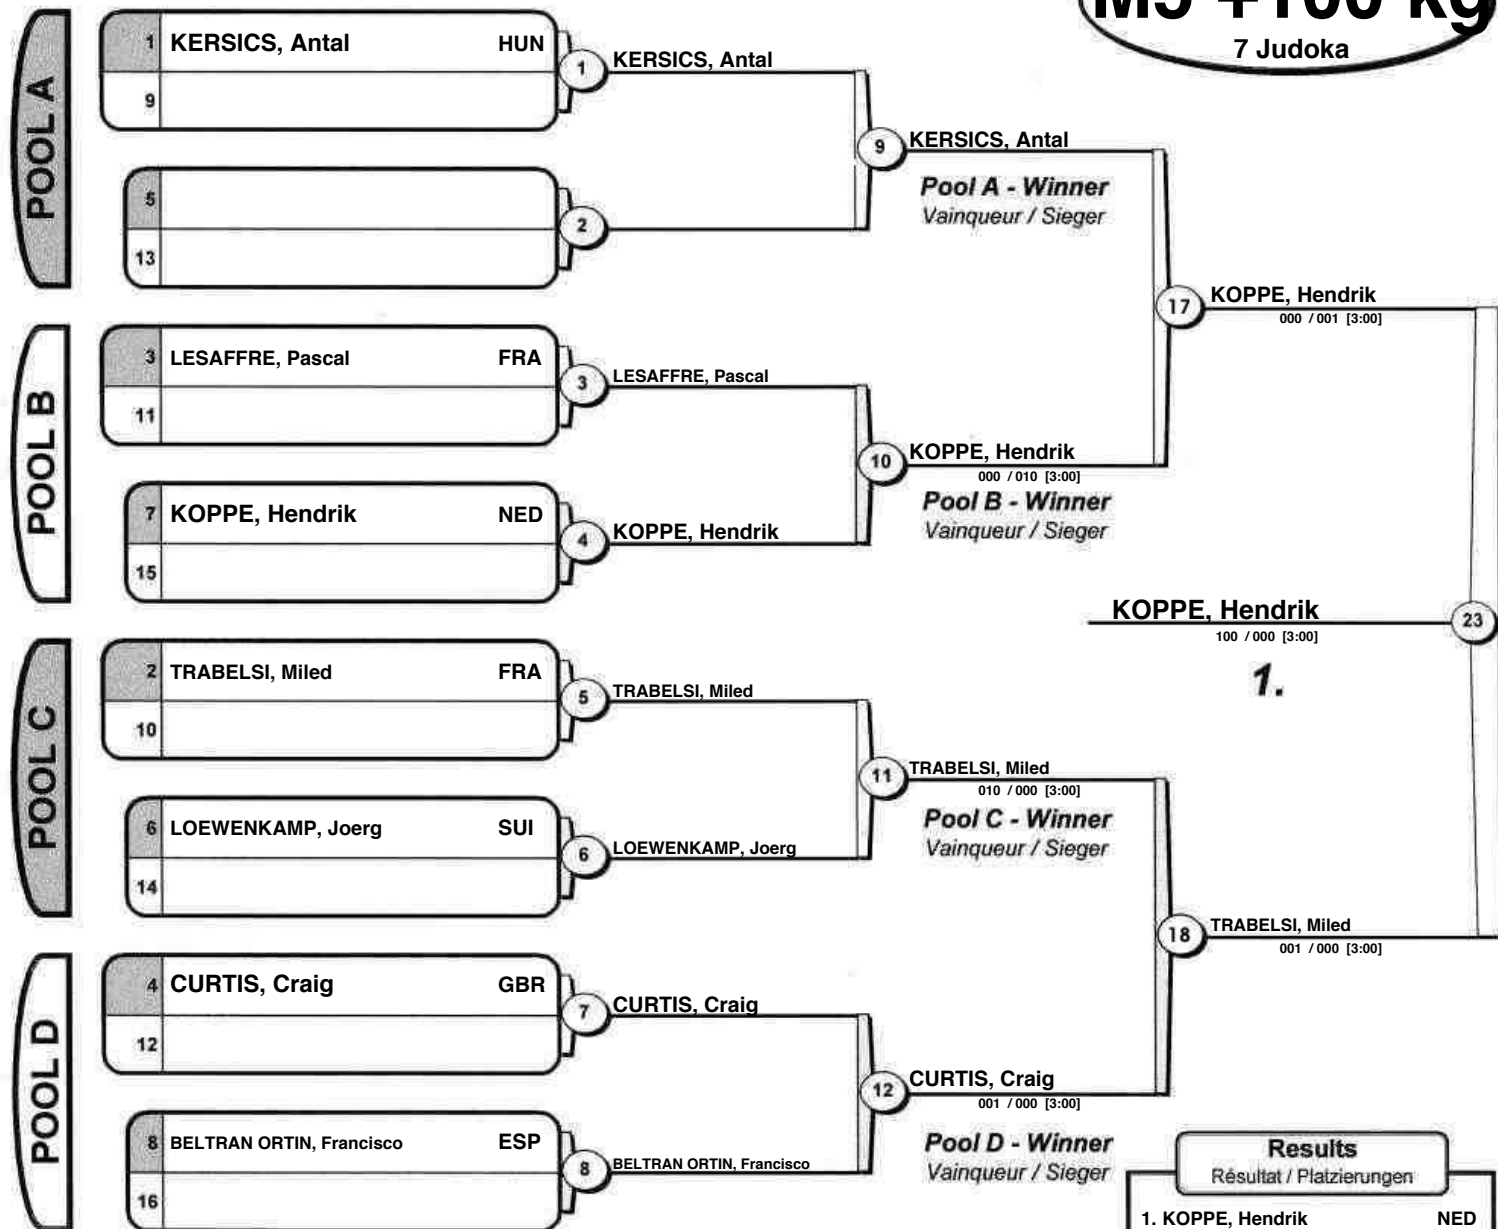 M5 +100 kg
7 Judoka
POOL A
1 KERSICS, Antal HUN
9
5
13
1 KERSICS, Antal
2
9 KERSICS, Antal
Pool A - Winner
Vainqueur / Sieger
POOL B
3 LESAFFRE, Pascal FRA
11
7 KOPPE, Hendrik NED
15
3 LESAFFRE, Pascal
4 KOPPE, Hendrik
10 KOPPE, Hendrik
000 / 010 [3:00]
Pool B - Winner
Vainqueur / Sieger
17 KOPPE, Hendrik
000 / 001 [3:00]
KOPPE, Hendrik 23
100 / 000 [3:00]
1.
POOL C
2 TRABELSI, Miled FRA
10
6 LOEWENKAMP, Joerg SUI
14
5 TRABELSI, Miled
6 LOEWENKAMP, Joerg
11 TRABELSI, Miled
010 / 000 [3:00]
Pool C - Winner
Vainqueur / Sieger
18 TRABELSI, Miled
001 / 000 [3:00]
POOL D
4 CURTIS, Craig GBR
12
8 BELTRAN ORTIN, Francisco ESP
16
7 CURTIS, Craig
8 BELTRAN ORTIN, Francisco
12 CURTIS, Craig
001 / 000 [3:00]
Pool D - Winner
Vainqueur / Sieger
Results
Résultat / Platzierungen
1. KOPPE, Hendrik NED